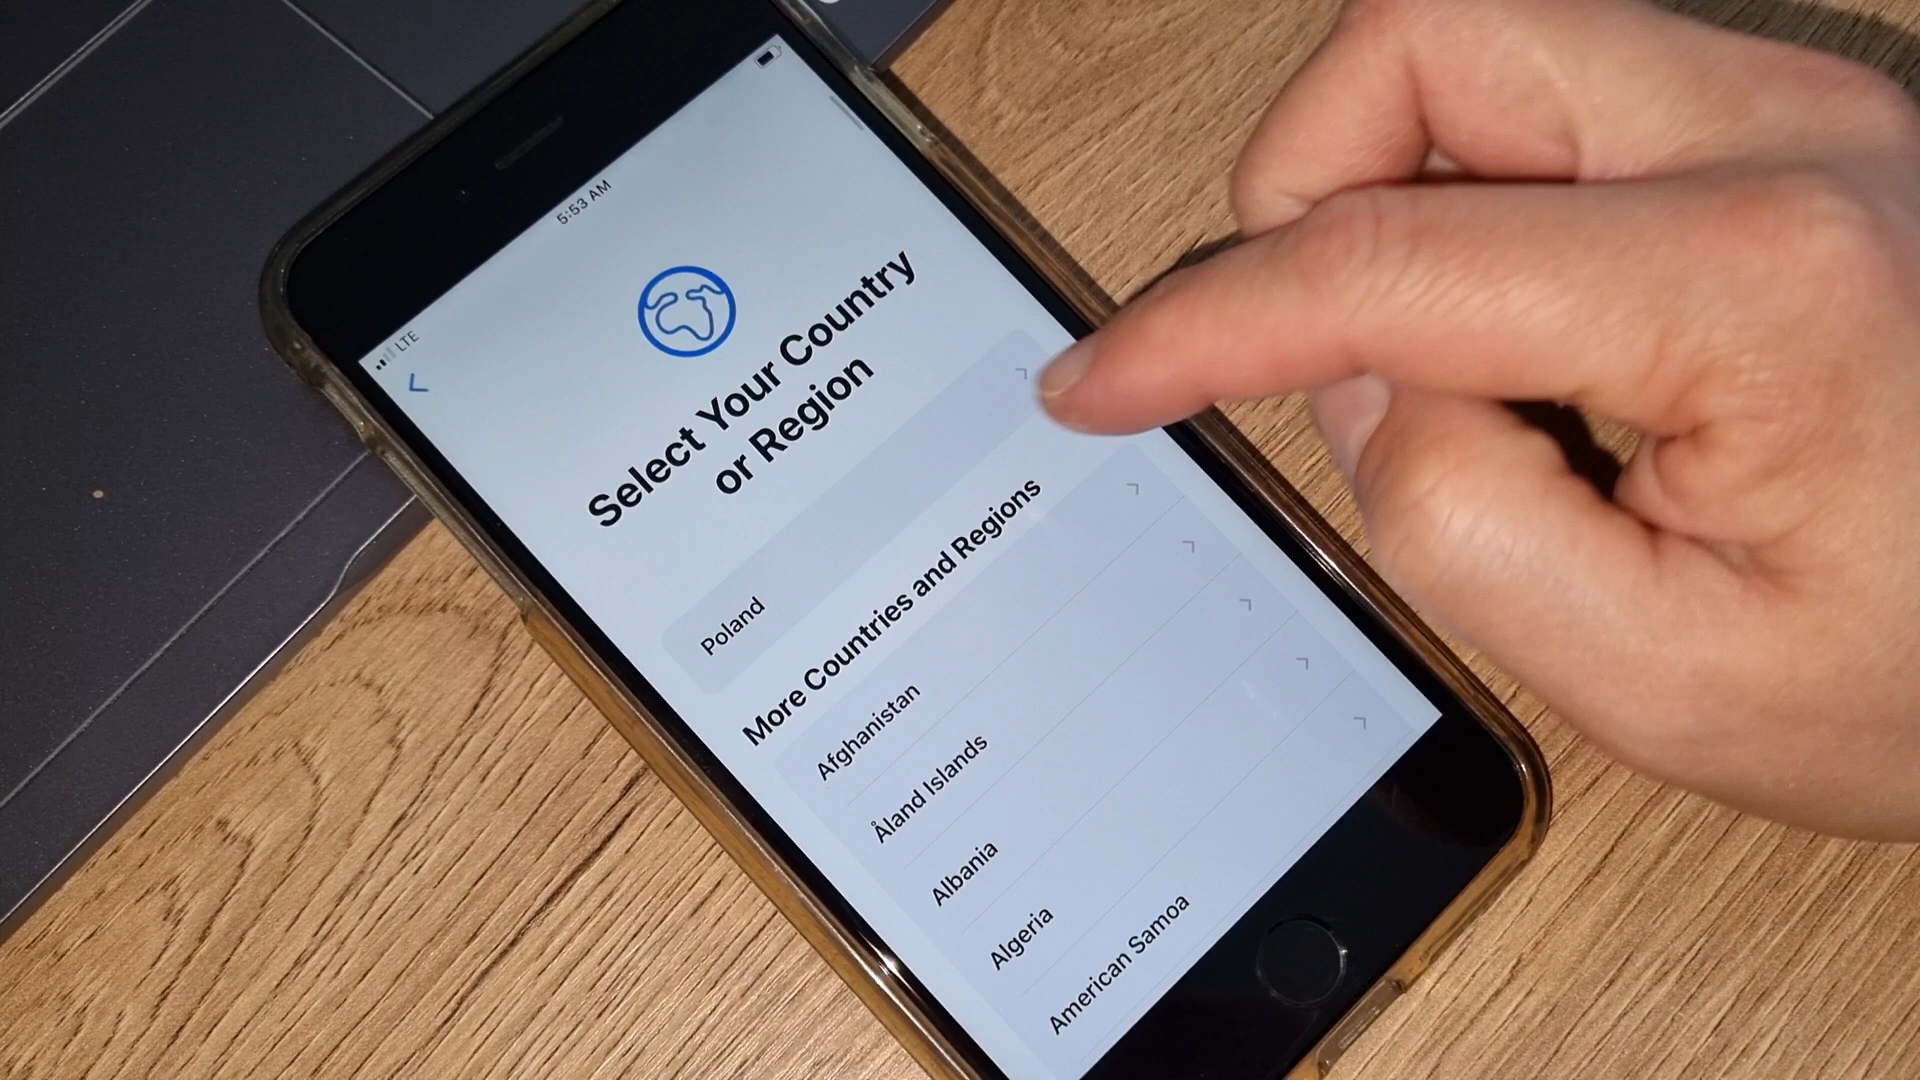 LTE
5:53 AM
Select Your Country
or Region
Poland
More Countries and Regions
Afghanistan
Åland Islands
Albania
Algeria
American Samoa